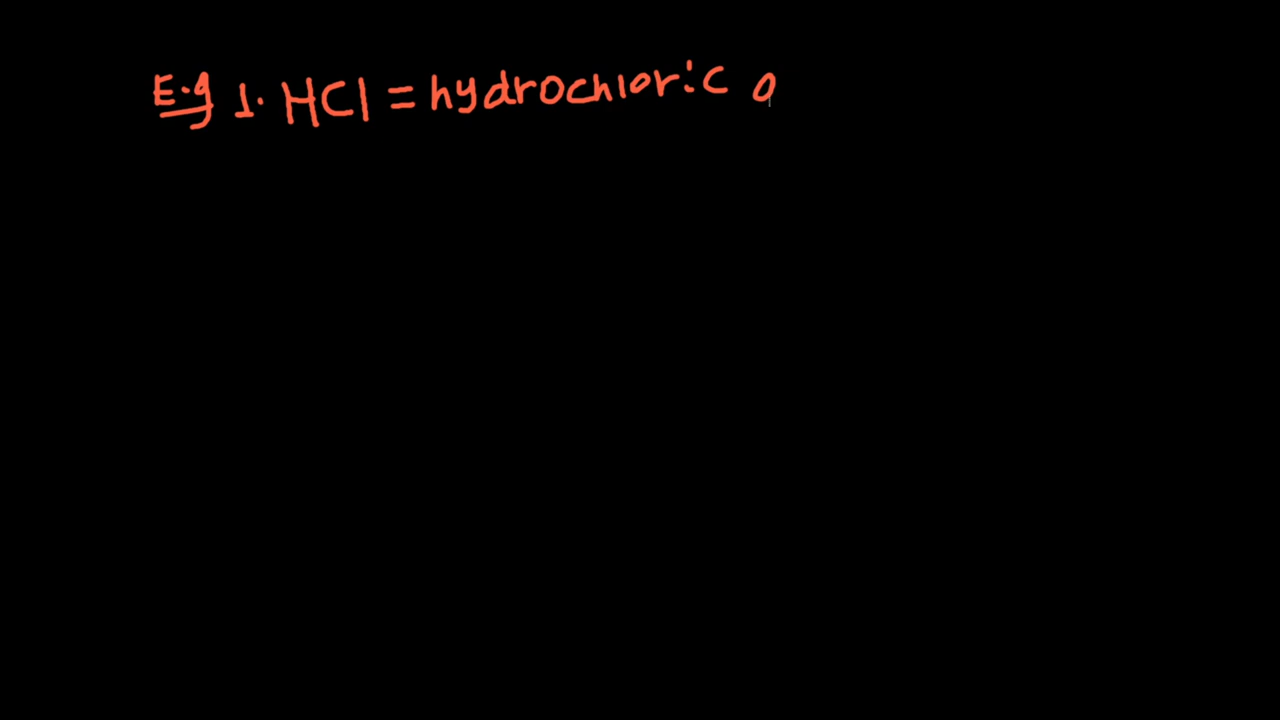 E.g 1. HCl = hydrochloric a